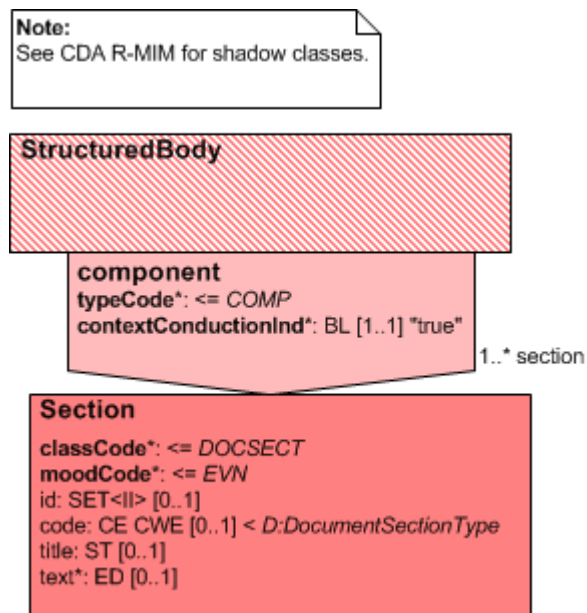 Note:
See CDA R-MIM for shadow classes.
StructuredBody
component
typeCode*: <= COMP
contextConductionInd*: BL [1..1] "true"
1..* section
Section
classCode*: <= DOCSECT
moodCode*: <= EVN
id: SET<II> [0..1]
code: CE CWE [0..1] < D:DocumentSectionType
title: ST [0..1]
text*: ED [0..1]